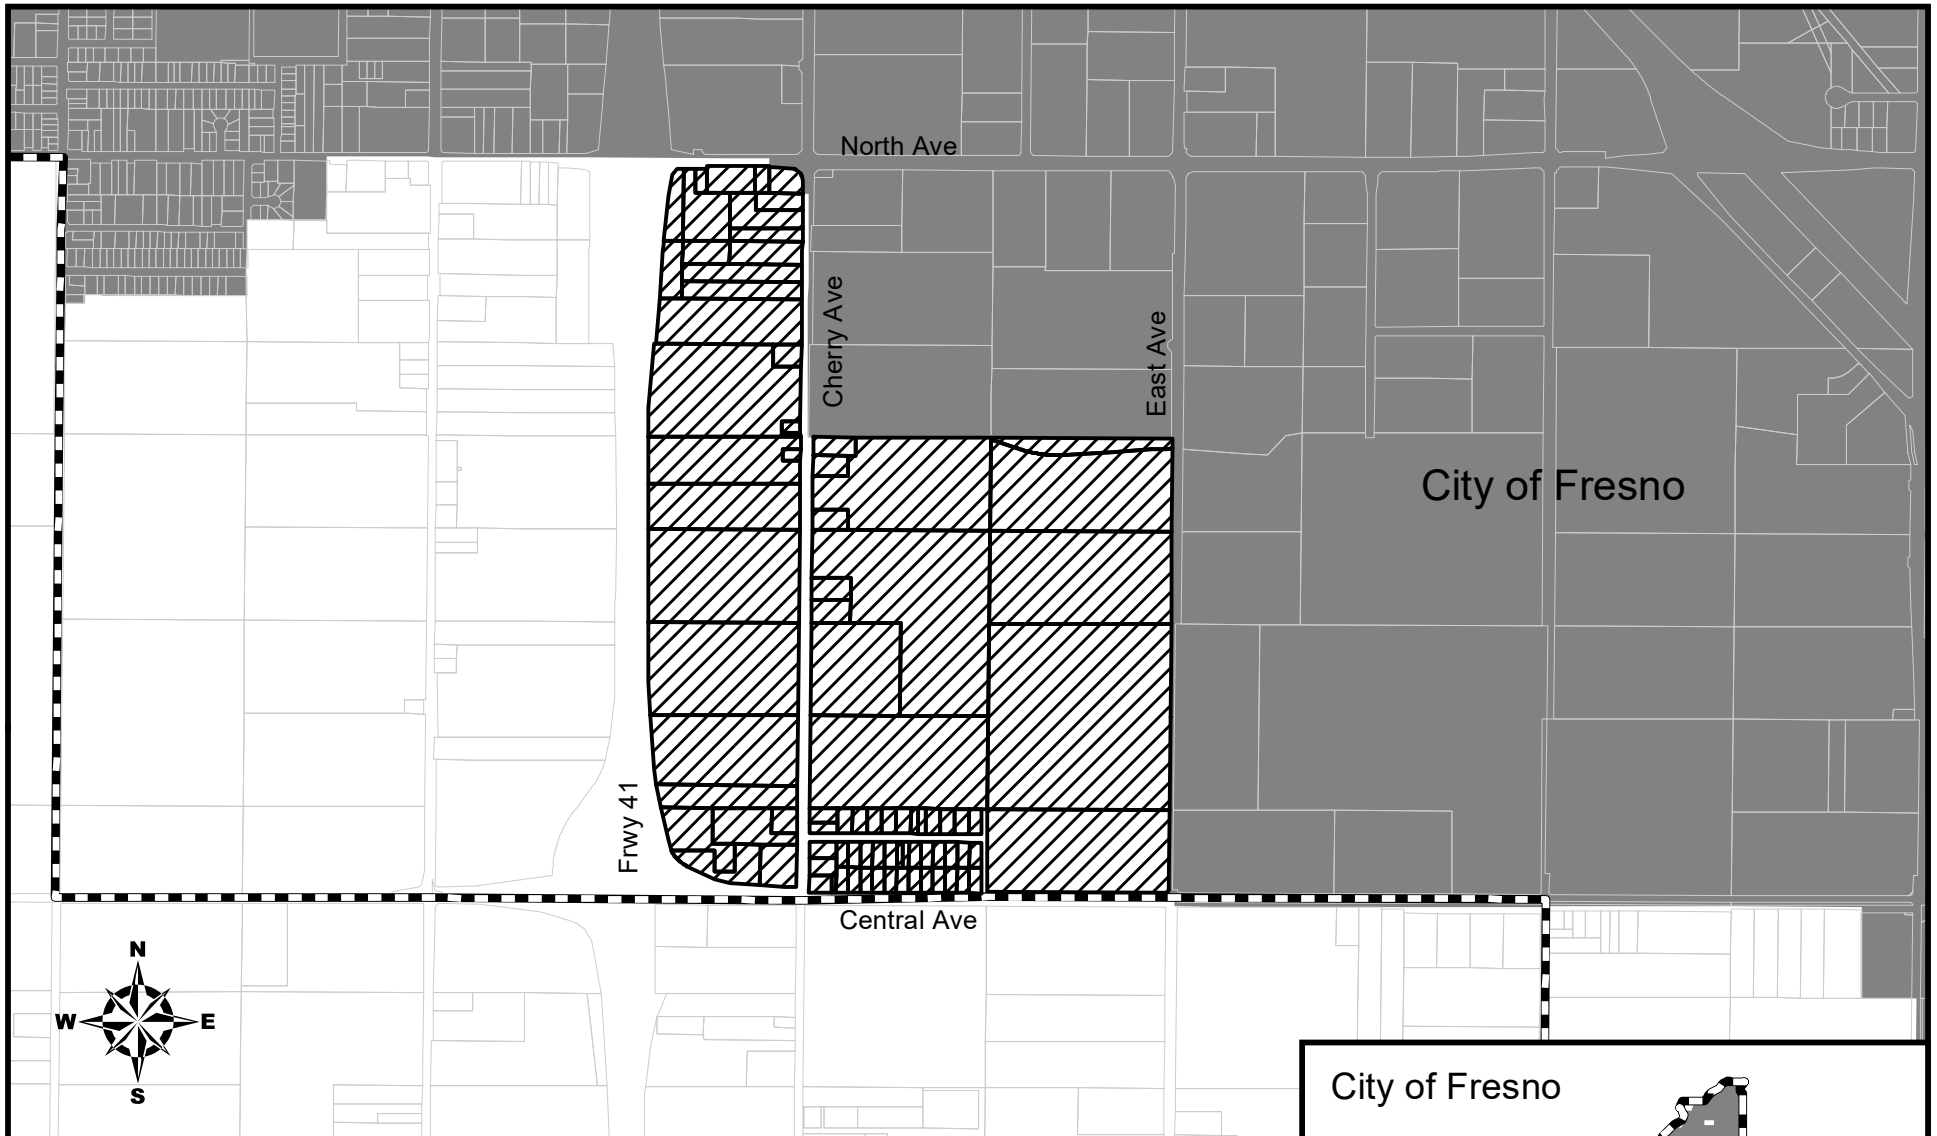 North Ave
Cherry Ave
East Ave
City of Fresno
Frwy 41
Central Ave
N
W E
S
City of Fresno